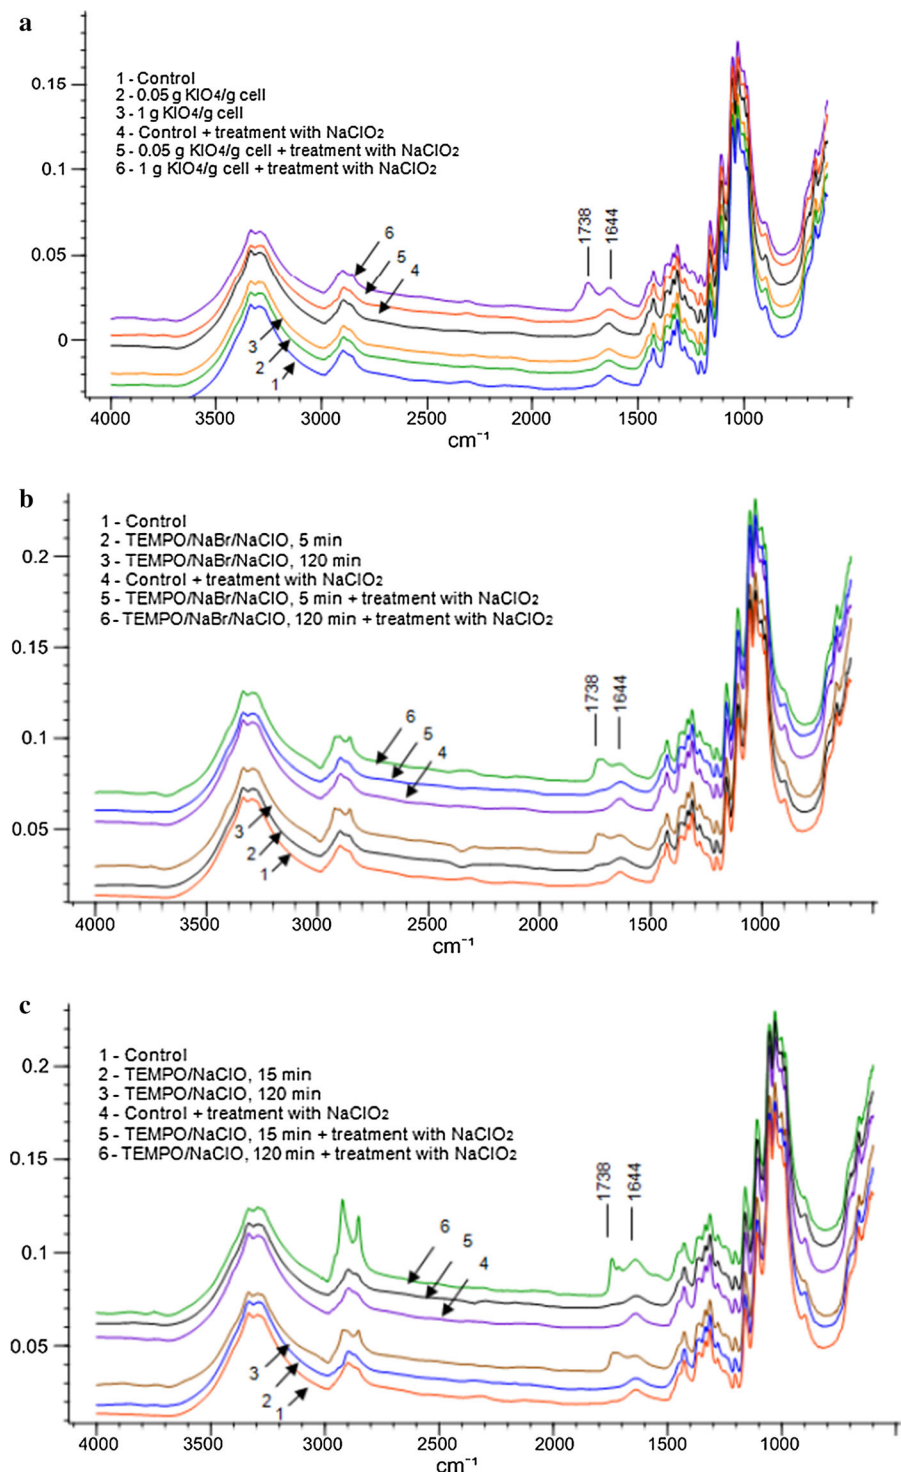 a
1 - Control
2 - 0.05 g KIO4/g cell
3 - 1 g KIO4/g cell
4 - Control + treatment with NaClO2
5 - 0.05 g KIO4/g cell + treatment with NaClO2
6 - 1 g KIO4/g cell + treatment with NaClO2
0.15
0.1
0.05
0
1738
1644
6
5
4
3
2
1
4000 3500 3000 2500 2000 1500 1000
cm⁻¹
b
1 - Control
2 - TEMPO/NaBr/NaClO, 5 min
3 - TEMPO/NaBr/NaClO, 120 min
4 - Control + treatment with NaClO2
5 - TEMPO/NaBr/NaClO, 5 min + treatment with NaClO2
6 - TEMPO/NaBr/NaClO, 120 min + treatment with NaClO2
0.2
0.15
0.1
0.05
1738
1644
6
5
4
3
2
1
4000 3500 3000 2500 2000 1500 1000
cm⁻¹
c
1 - Control
2 - TEMPO/NaClO, 15 min
3 - TEMPO/NaClO, 120 min
4 - Control + treatment with NaClO2
5 - TEMPO/NaClO, 15 min + treatment with NaClO2
6 - TEMPO/NaClO, 120 min + treatment with NaClO2
0.2
0.15
0.1
0.05
1738
1644
6
5
4
3
2
1
4000 3500 3000 2500 2000 1500 1000
cm⁻¹